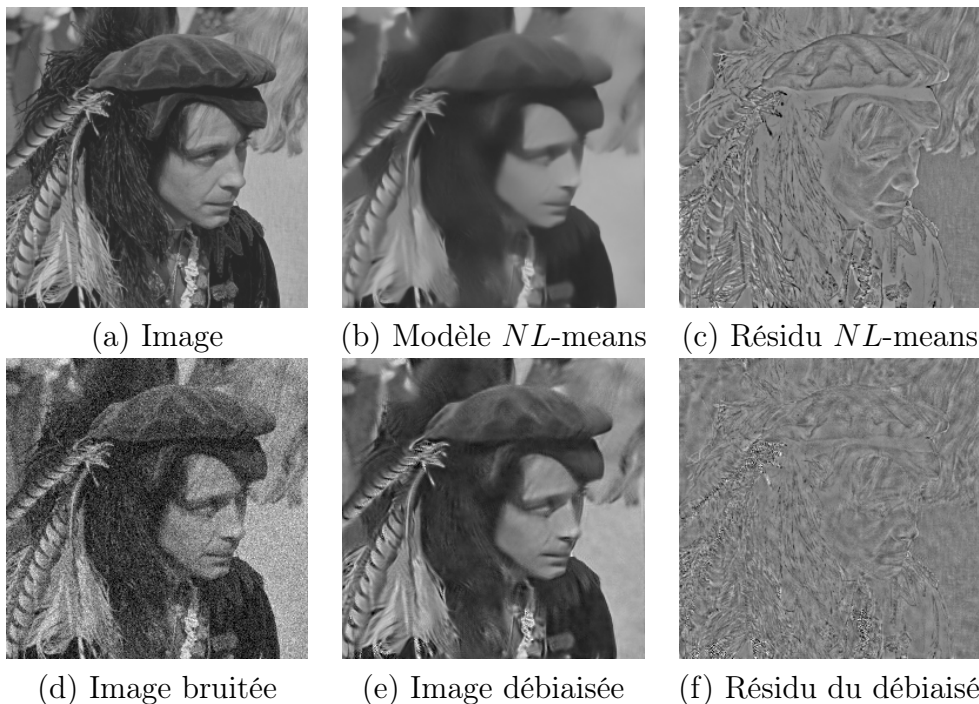 (a) Image
(b) Modèle NL-means
(c) Résidu NL-means
(d) Image bruitée
(e) Image débiaisée
(f) Résidu du débiaisé